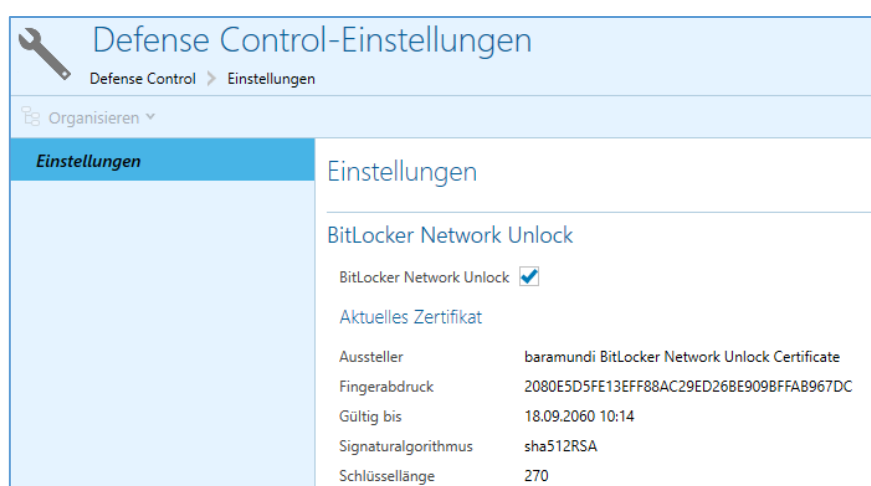 Defense Control-Einstellungen
Defense Control > Einstellungen
Organisieren
Einstellungen
Einstellungen
BitLocker Network Unlock
BitLocker Network Unlock
Aktuelles Zertifikat
Aussteller baramundi BitLocker Network Unlock Certificate
Fingerabdruck 2080E5D5FE13EFF88AC29ED26BE909BFFAB967DC
Gültig bis 18.09.2060 10:14
Signaturalgorithmus sha512RSA
Schlüssellänge 270